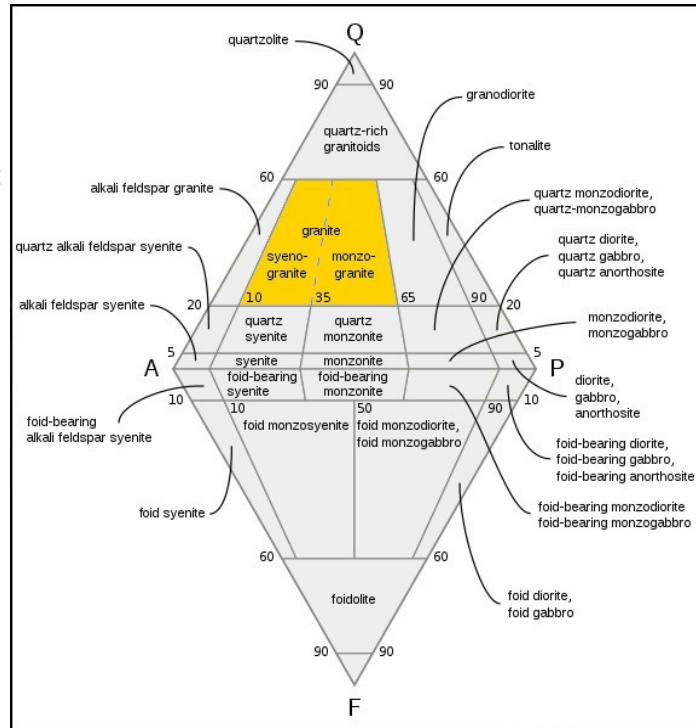 Q
quartzolite
90
90
granodiorite
quartz-rich
granitoids
tonalite
60
60
alkali feldspar granite
quartz monzodiorite,
quartz-monzogabbro
granite
quartz alkali feldspar syenite
syeno-
granite
monzo-
granite
quartz diorite,
quartz gabbro,
quartz anorthosite
alkali feldspar syenite
20
10
35
65
90
20
quartz
syenite
quartz
monzonite
monzodiorite,
monzogabbro
5
syenite
monzonite
5
A
P
foid-bearing
syenite
foid-bearing
monzonite
diorite,
gabbro,
anorthosite
10
10
50
90
10
foid-bearing
alkali feldspar syenite
foid monzosyenite
foid monzodiorite,
foid monzogabbro
foid-bearing diorite,
foid-bearing gabbro,
foid-bearing anorthosite
foid syenite
foid-bearing monzodiorite
foid-bearing monzogabbro
60
60
foidolite
foid diorite,
foid gabbro
90
90
F